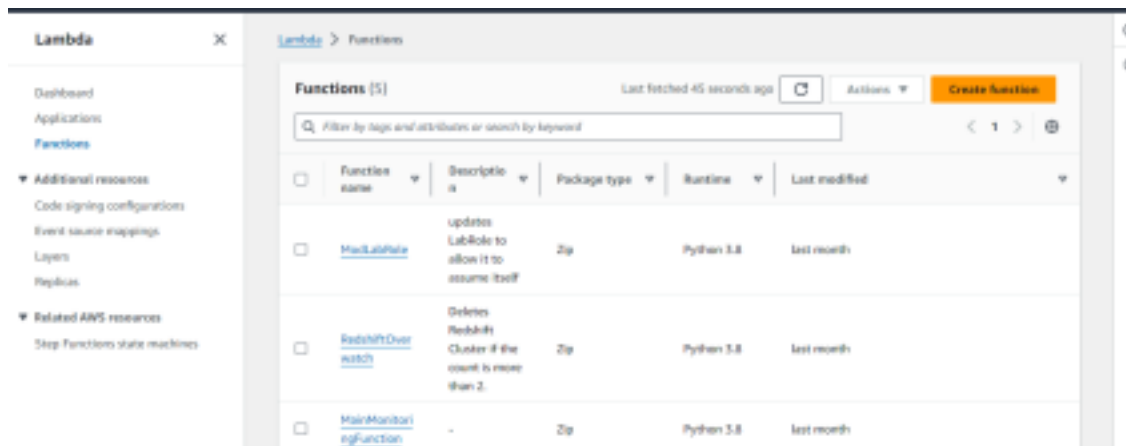 Lambda
Dashboard
Applications
Functions
Additional resources
Code signing configurations
Event source mappings
Layers
Replicas
Related AWS resources
Step Functions state machines
Lambda > Functions
Functions (5)
Last fetched 45 seconds ago
Actions
Create function
Filter by tags and attributes or search by keyword
1
Function
name
Descriptio
n
Package type
Runtime
Last modified
ModLabRole
updates
LabRole to
allow it to
assume itself
Zip
Python 3.8
last month
RedshiftOver
watch
Deletes
Redshift
Cluster if the
count is more
than 2.
Zip
Python 3.8
last month
MainMonitori
ngFunction
-
Zip
Python 3.8
last month